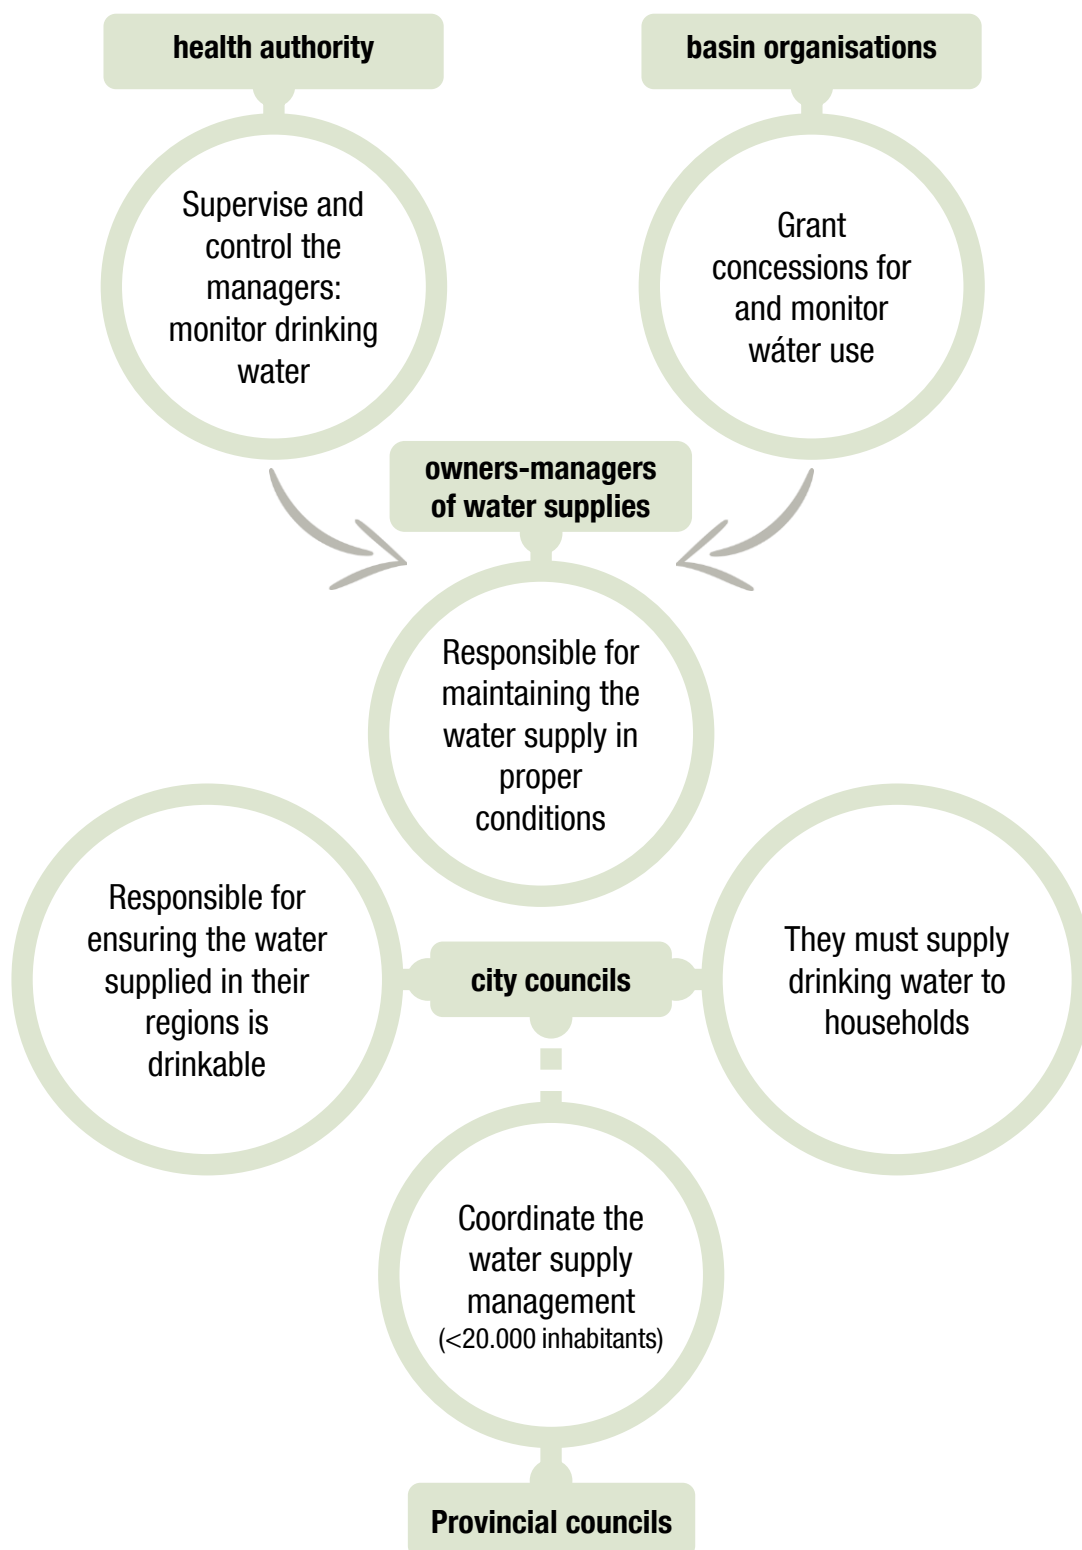 health authority
basin organisations
Supervise and
control the
managers:
monitor drinking
water
Grant
concessions for
and monitor
wáter use
owners-managers
of water supplies
Responsible for
maintaining the
water supply in
proper
conditions
Responsible for
ensuring the water
supplied in their
regions is
drinkable
city councils
They must supply
drinking water to
households
Coordinate the
water supply
management
(<20.000 inhabitants)
Provincial councils